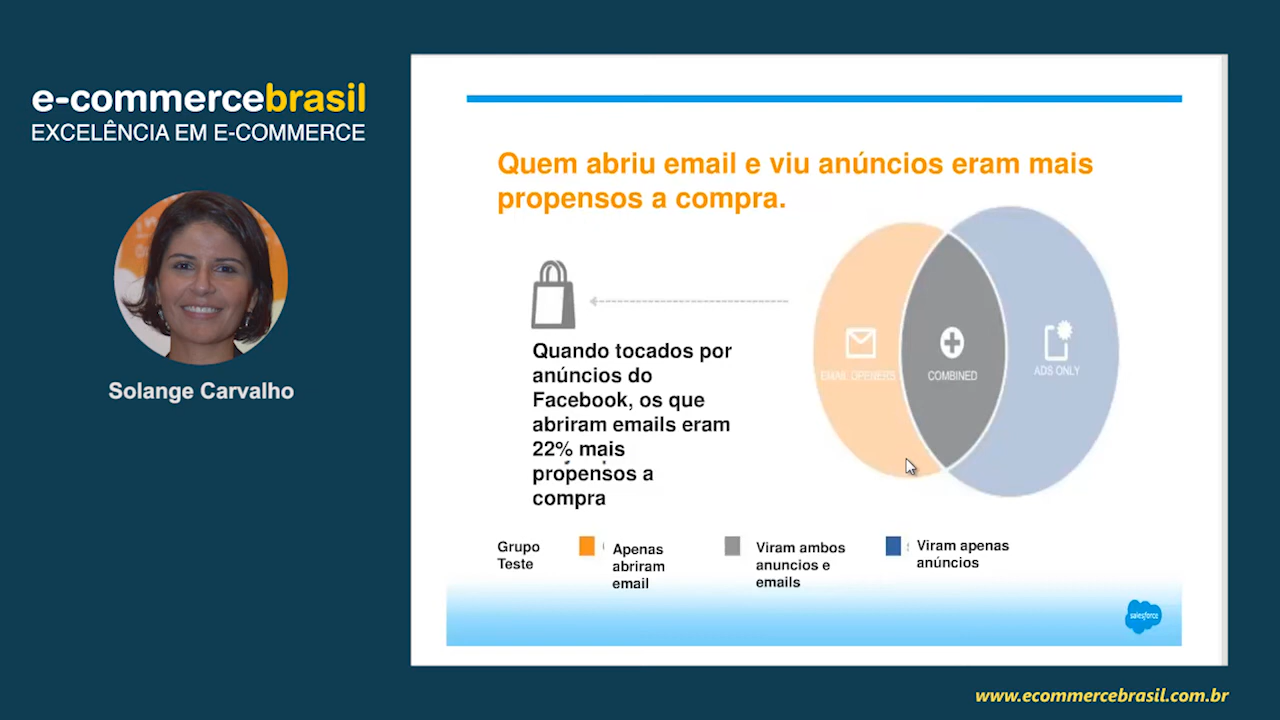 e-commercebrasil
EXCELÊNCIA EM E-COMMERCE
Solange Carvalho
Quem abriu email e viu anúncios eram mais
propensos a compra.
Quando tocados por
anúncios do
Facebook, os que
abriram emails eram
22% mais
propensos a
compra
EMAIL OPENERS
COMBINED
ADS ONLY
Grupo
Teste
Apenas
abriram
email
Viram ambos
anuncios e
emails
Viram apenas
anúncios
salesforce
www.ecommercebrasil.com.br